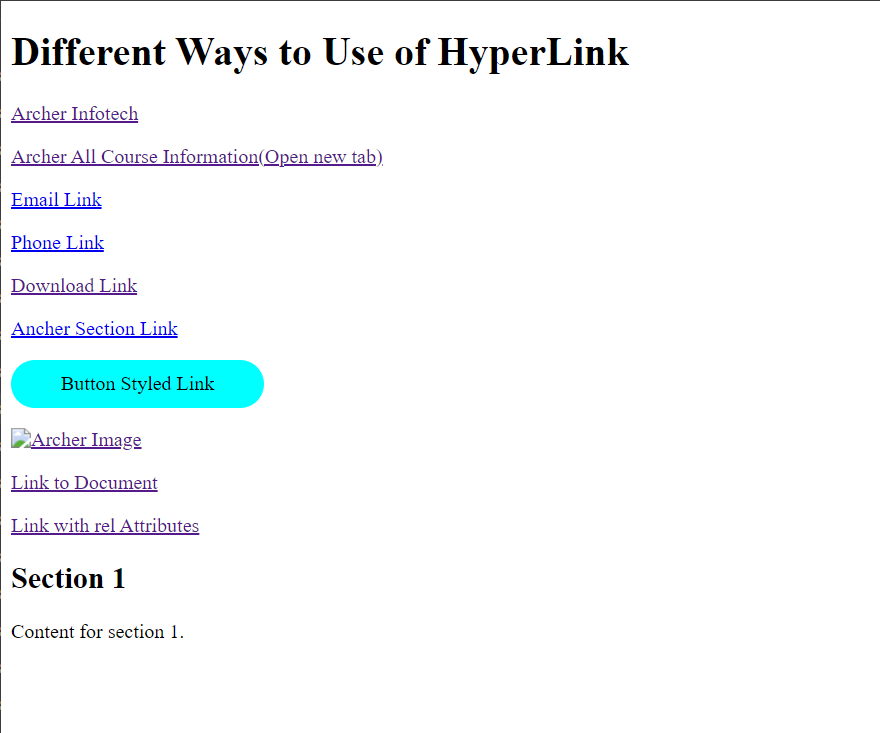 Different Ways to Use of HyperLink
Archer Infotech
Archer All Course Information(Open new tab)
Email Link
Phone Link
Download Link
Ancher Section Link
Button Styled Link
Archer Image
Link to Document
Link with rel Attributes
Section 1
Content for section 1.